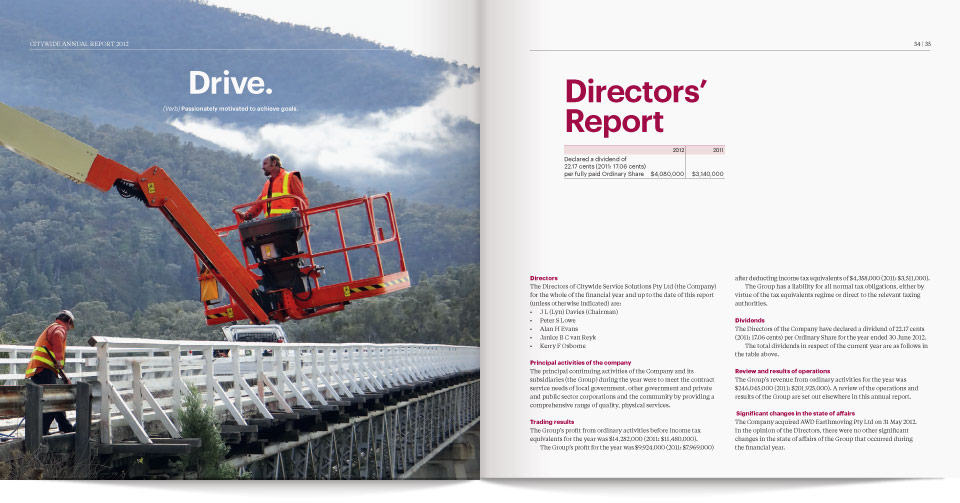 CITYWIDE ANNUAL REPORT 2012
Drive.
(Verb) Passionately motivated to achieve goals.
54 | 35
Directors’
Report
2012 2011
Declared a dividend of
22.17 cents (2011: 17.06 cents)
per fully paid Ordinary Share $4,080,000 $3,140,000
Directors
The Directors of Citywide Service Solutions Pty Ltd (the Company)
for the whole of the financial year and up to the date of this report
(unless otherwise indicated) are:
• J L (Lyn) Davies (Chairman)
• Peter S Lowe
• Alan H Evans
• Janice B C van Reyk
• Kerry F Osborne
Principal activities of the company
The principal continuing activities of the Company and its
subsidiaries (the Group) during the year were to meet the contract
service needs of local government, other government and private
and public sector corporations and the community by providing a
comprehensive range of quality, physical services.
Trading results
The Group’s profit from ordinary activities before income tax
equivalents for the year was $14,282,000 (2011: $11,480,000).
The Group’s profit for the year was $9,924,000 (2011: $7,969,000)
after deducting income tax equivalents of $4,358,000 (2011: $3,511,000).
The Group has a liability for all normal tax obligations, either by
virtue of the tax equivalents regime or direct to the relevant taxing
authorities.
Dividends
The Directors of the Company have declared a dividend of 22.17 cents
(2011: 17.06 cents) per Ordinary Share for the year ended 30 June 2012.
The total dividends in respect of the current year are as follows in
the table above.
Review and results of operations
The Group’s revenue from ordinary activities for the year was
$246,045,000 (2011: $201,925,000). A review of the operations and
results of the Group are set out elsewhere in this annual report.
Significant changes in the state of affairs
The Company acquired AWD Earthmoving Pty Ltd on 31 May 2012.
In the opinion of the Directors, there were no other significant
changes in the state of affairs of the Group that occurred during
the financial year.